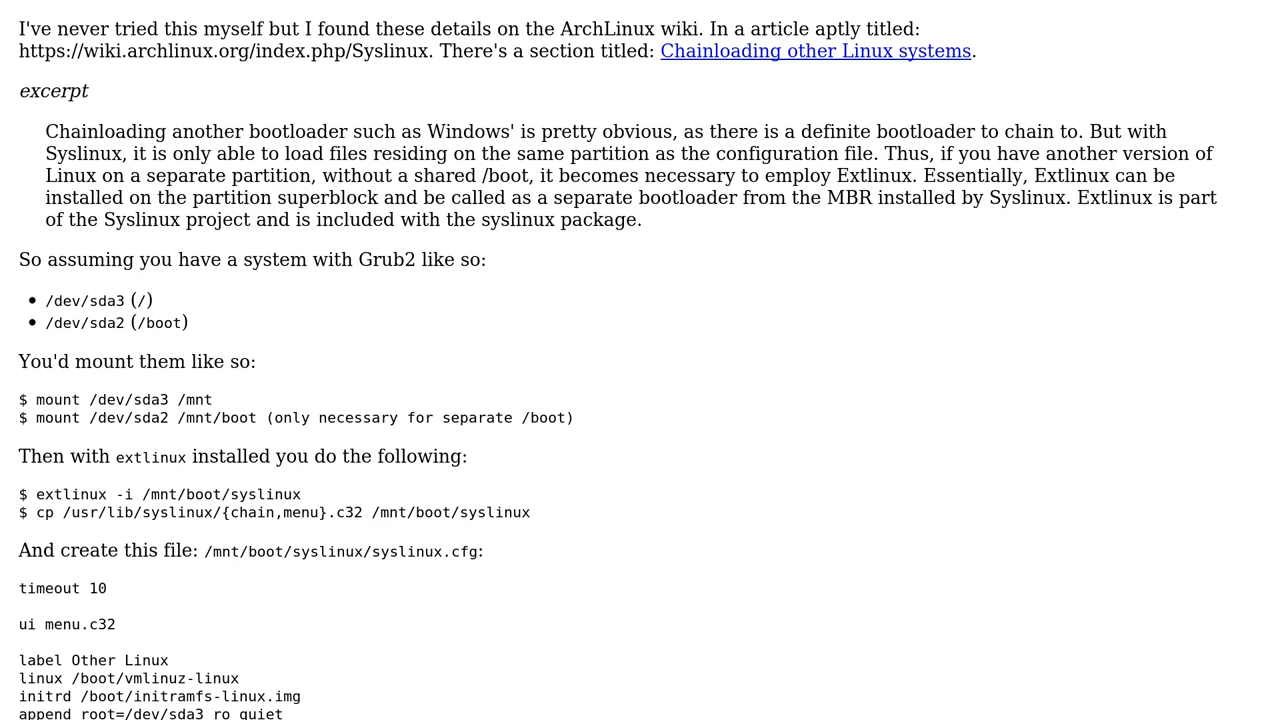 I've never tried this myself but I found these details on the ArchLinux wiki. In a article aptly titled:
https://wiki.archlinux.org/index.php/Syslinux. There's a section titled: Chainloading other Linux systems.
excerpt
Chainloading another bootloader such as Windows' is pretty obvious, as there is a definite bootloader to chain to. But with
Syslinux, it is only able to load files residing on the same partition as the configuration file. Thus, if you have another version of
Linux on a separate partition, without a shared /boot, it becomes necessary to employ Extlinux. Essentially, Extlinux can be
installed on the partition superblock and be called as a separate bootloader from the MBR installed by Syslinux. Extlinux is part
of the Syslinux project and is included with the syslinux package.
So assuming you have a system with Grub2 like so:
• /dev/sda3 (/)
• /dev/sda2 (/boot)
You'd mount them like so:
$ mount /dev/sda3 /mnt
$ mount /dev/sda2 /mnt/boot (only necessary for separate /boot)
Then with extlinux installed you do the following:
$ extlinux -i /mnt/boot/syslinux
$ cp /usr/lib/syslinux/{chain,menu}.c32 /mnt/boot/syslinux
And create this file: /mnt/boot/syslinux/syslinux.cfg:
timeout 10
ui menu.c32
label Other Linux
linux /boot/vmlinuz-linux
initrd /boot/initramfs-linux.img
append root=/dev/sda3 ro quiet